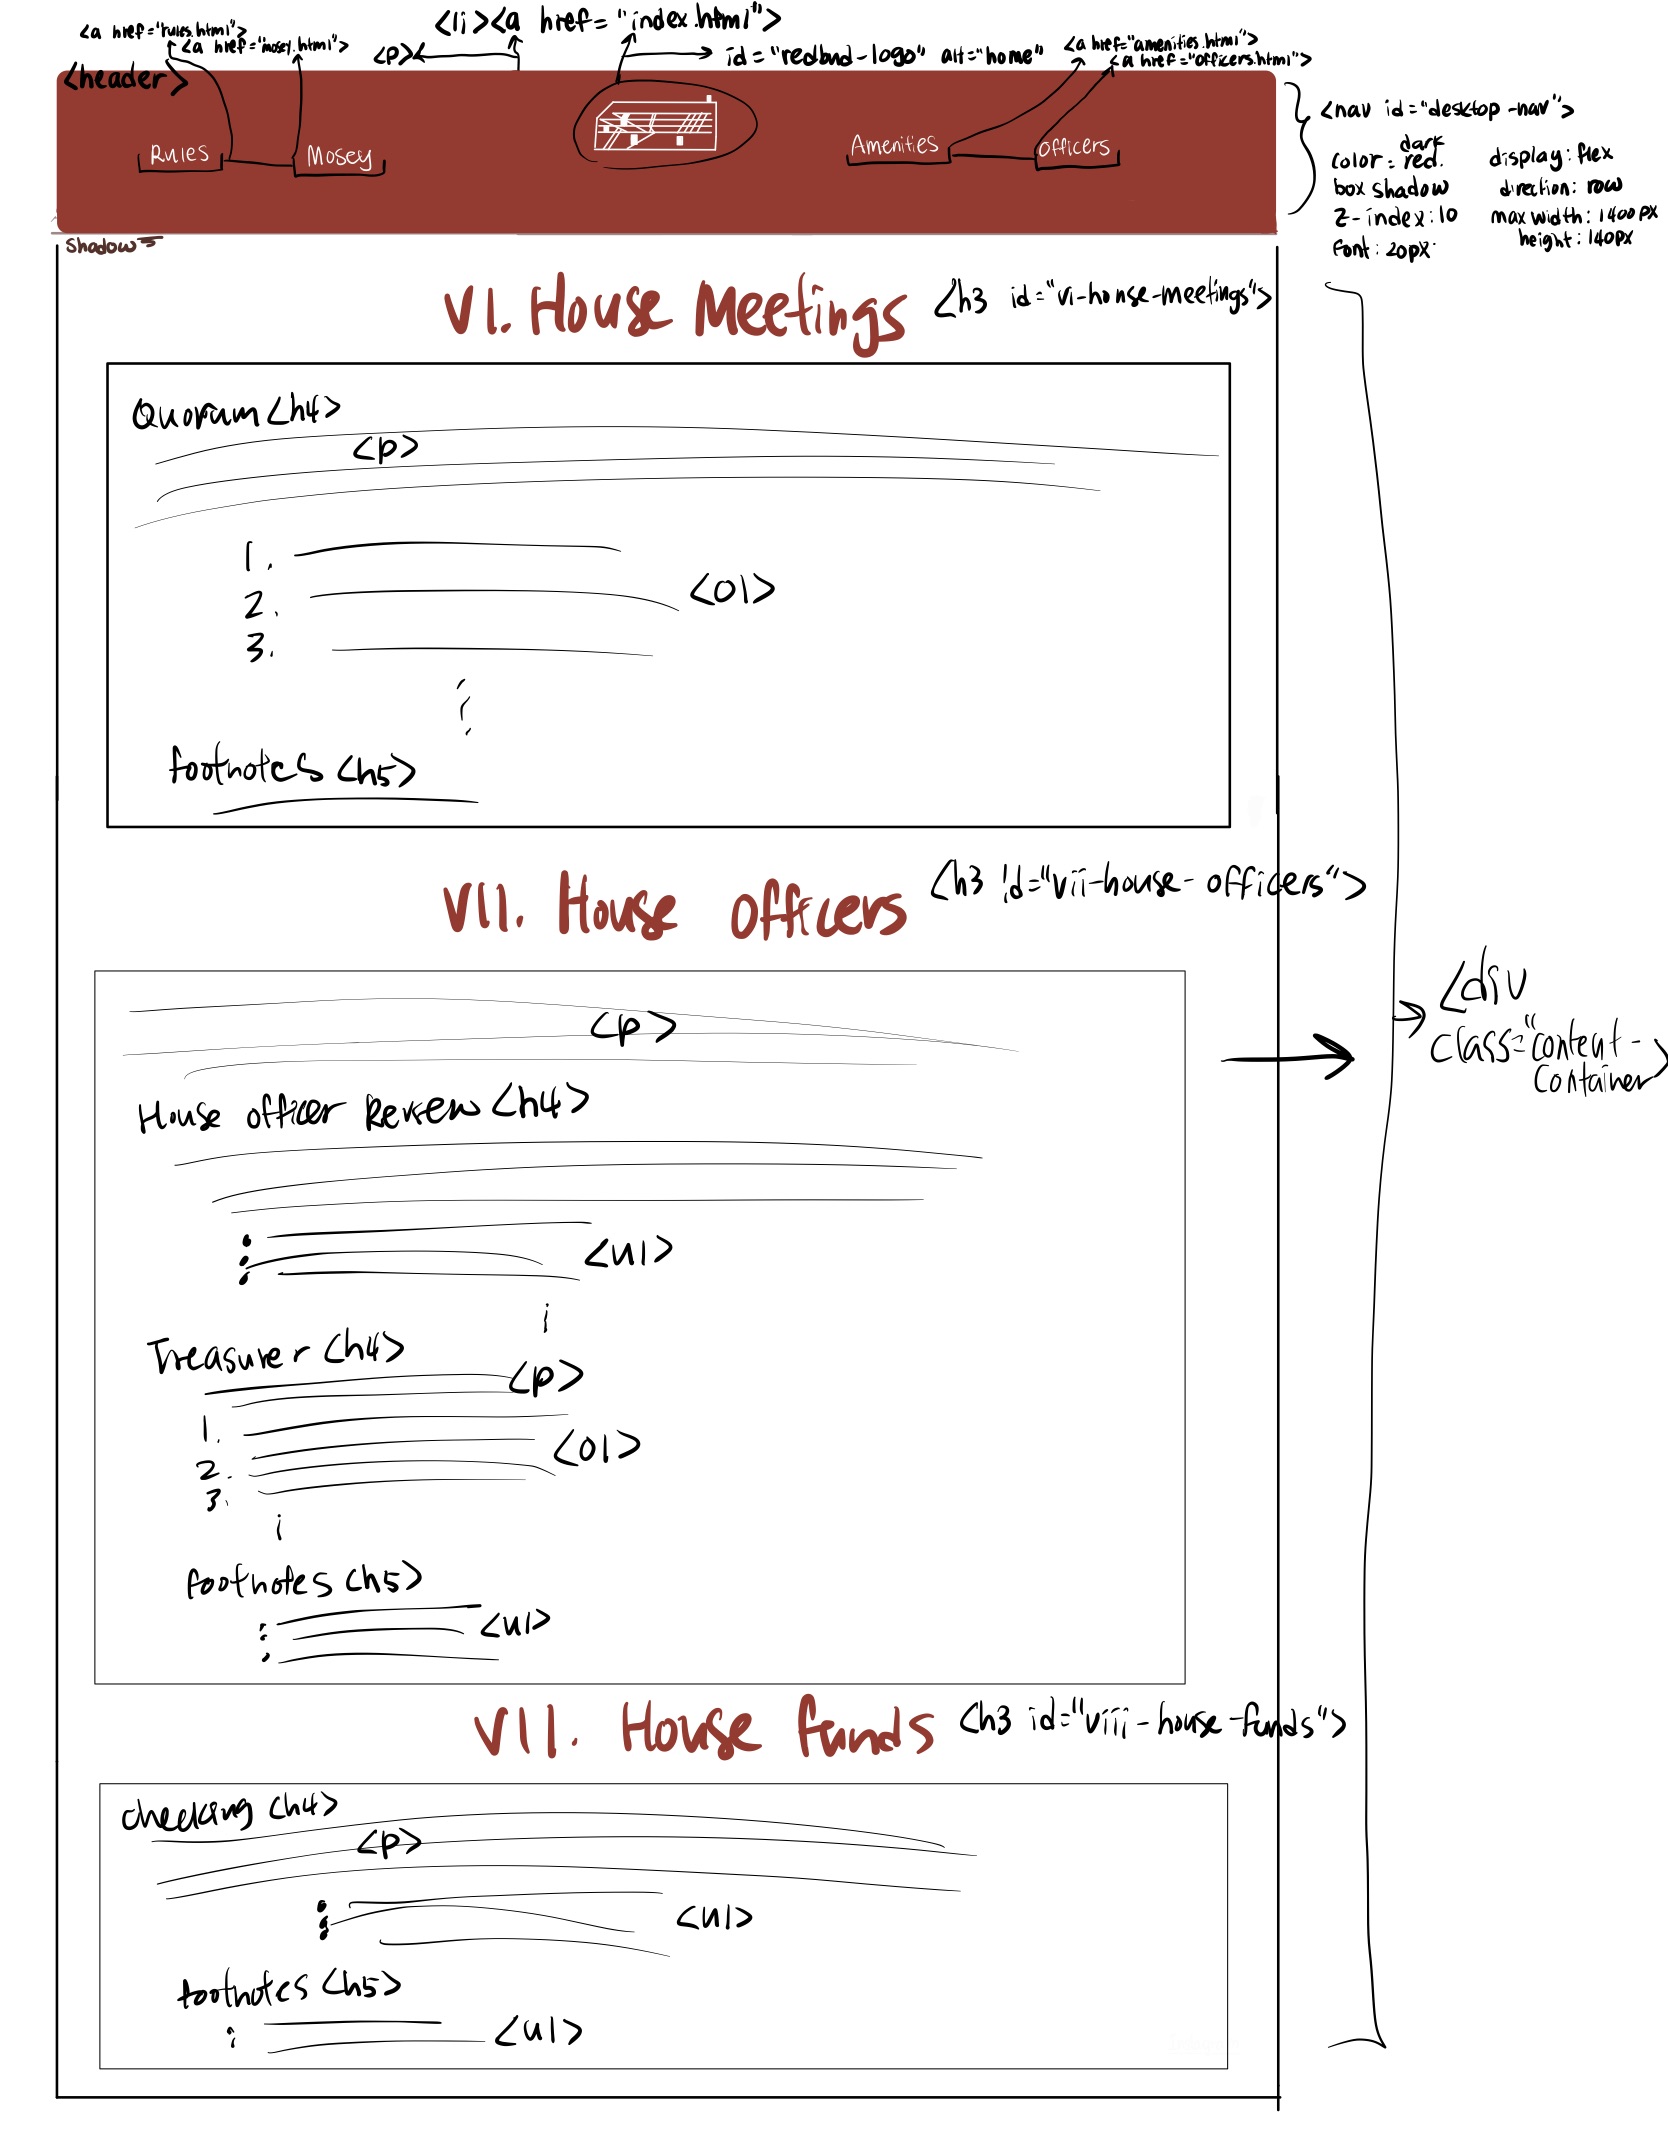 <a href="rules.html">
<a href="mosey.html">
<li><a href="index.html">
<p>
id="redbud-logo" alt="home"
<a href="amenities.html">
<a href="officers.html">
<header>
Rules
Mosey
Amenities
Officers
<nav id="desktop-nav">
color: dark red.
box shadow
z-index: 10
font: 20px
display: flex
direction: row
max width: 1400px
height: 140px
Shadow
VI. House Meetings
<h3 id="vi-house-meetings">
Quorum <h4>
<p>
1.
2.
3.
<ol>
footnotes <h5>
VII. House Officers
<h3 id="vii-house-officers">
<p>
House officer Review <h4>
<ul>
Treasurer <h4>
<p>
1.
2.
3.
<ol>
footnotes <h5>
<ul>
<div
class="content-
container>
VII. House funds
<h3 id="viii-house-funds">
checking <h4>
<p>
<ul>
footnotes <h5>
<ul>